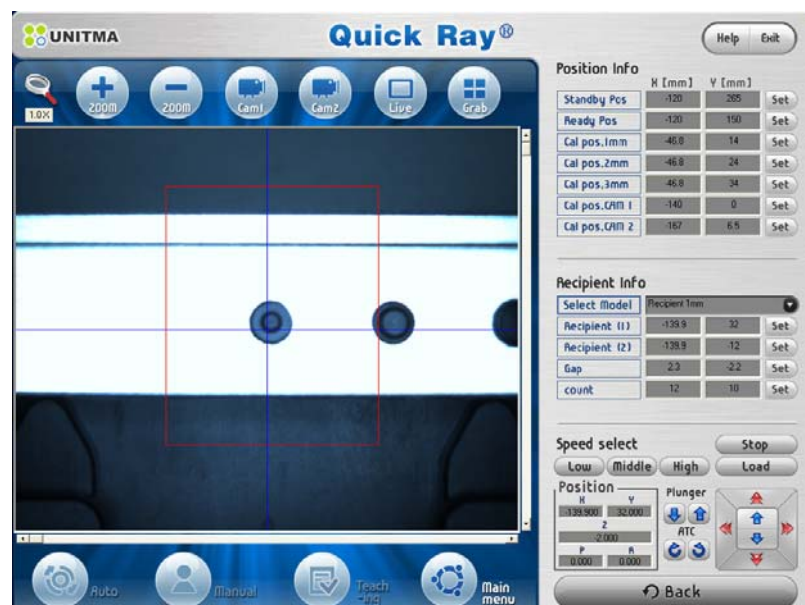 UNITMA
Quick Ray®
Help Exit
1.0X
ZOOM ZOOM Cam1 Cam2 Live Grab
Position Info
X [mm] Y [mm]
Standby Pos -120 265 Set
Ready Pos -120 150 Set
Cal pos.1mm -46.8 14 Set
Cal pos.2mm -46.8 24 Set
Cal pos.3mm -46.8 34 Set
Cal pos.CAM 1 -140 0 Set
Cal pos.CAM 2 -167 6.5 Set
Recipient Info
Select Model Recipient 1mm
Recipient (1) -139.9 32 Set
Recipient (2) -139.9 -12 Set
Gap 2.3 -2.2 Set
count 12 10 Set
Speed select Stop
Low Middle High Load
Position
X Y
-139.900 32.000
Z
-2.000
P R
0.000 0.000
Plunger
ATC
Auto Manual Teach
-ing
Main
menu
Back